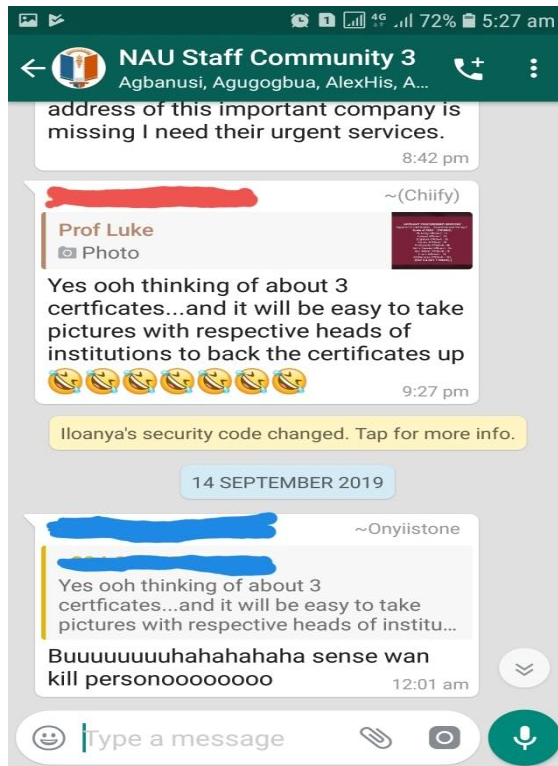 4G 72% 5:27 am
NAU Staff Community 3
Agbanusi, Agugogbua, AlexHis, A...
address of this important company is
missing I need their urgent services.
8:42 pm
~(Chiify)
Prof Luke
Photo
Yes ooh thinking of about 3
certficates...and it will be easy to take
pictures with respective heads of
institutions to back the certificates up
🤣🤣🤣🤣🤣🤣🤣
9:27 pm
Iloanya's security code changed. Tap for more info.
14 SEPTEMBER 2019
~Onyiistone
Yes ooh thinking of about 3
certficates...and it will be easy to take
pictures with respective heads of institu...
Buuuuuuuuhahahahaha sense wan
kill personoooooooo
12:01 am
Type a message